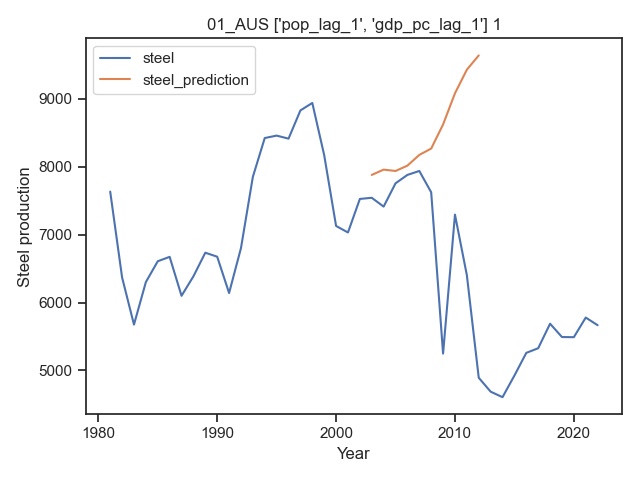 01_AUS ['pop_lag_1', 'gdp_pc_lag_1'] 1
steel
steel_prediction
9000
8000
7000
6000
5000
Steel production
1980
1990
2000
2010
2020
Year